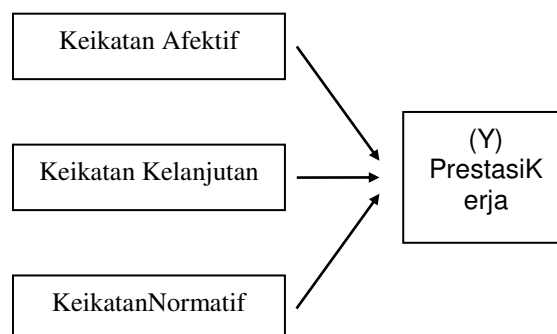 Keikatan Afektif
Keikatan Kelanjutan
KeikatanNormatif
(Y)
PrestasiK
erja